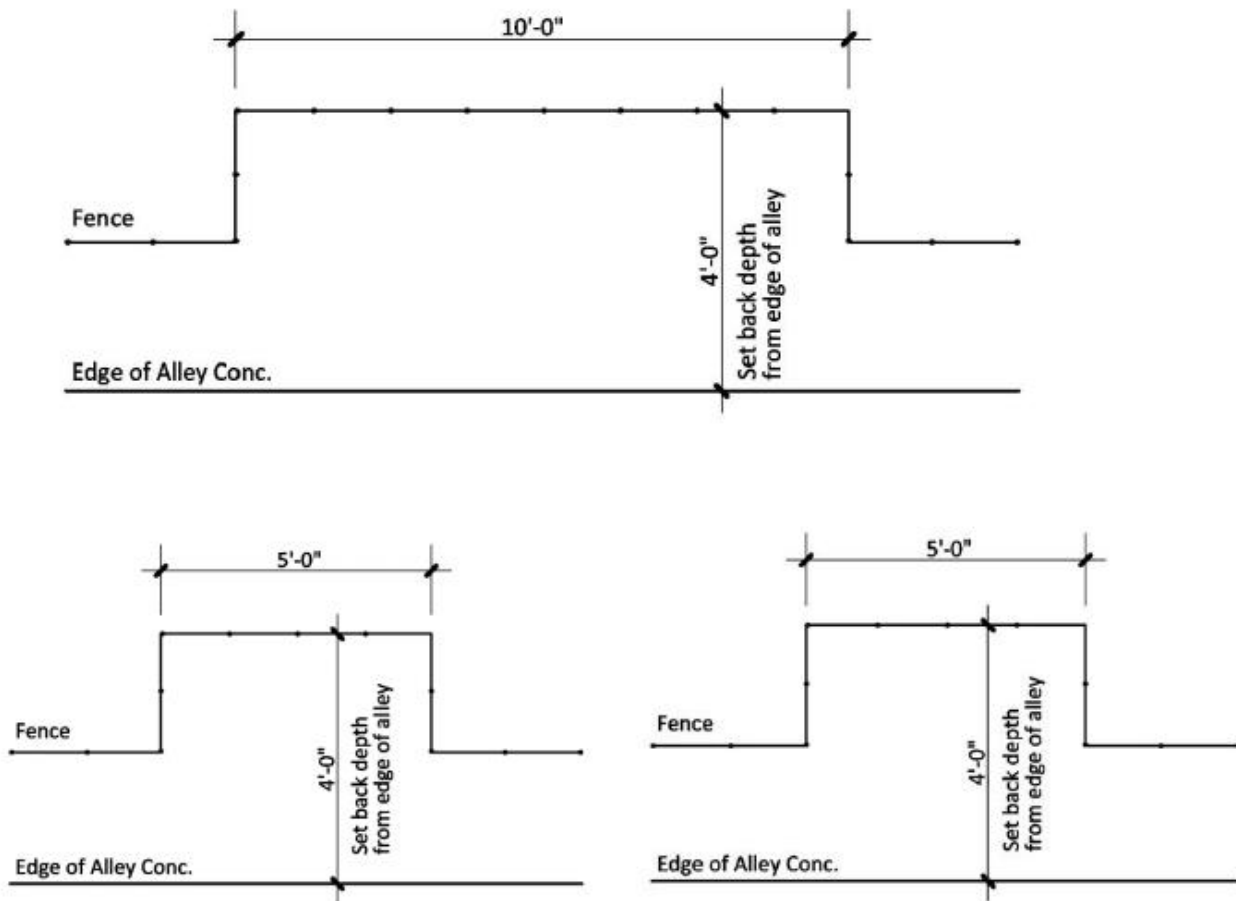 10'-0"
Fence
4'-0"
Set back depth
from edge of alley
Edge of Alley Conc.
5'-0"
Fence
4'-0"
Set back depth
from edge of alley
Edge of Alley Conc.
5'-0"
Fence
4'-0"
Set back depth
from edge of alley
Edge of Alley Conc.